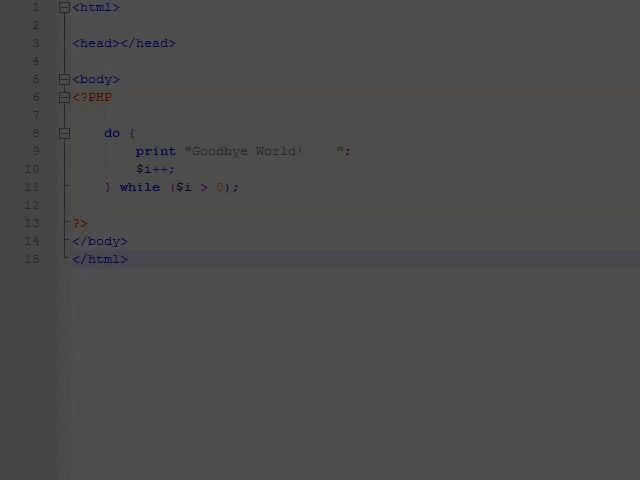 1 <html>
2
3 <head></head>
4
5 <body>
6 <?PHP
7
8 do {
9 print "Goodbye World!    ";
10 $i++;
11 } while ($i > 0);
12
13 ?>
14 </body>
15 </html>